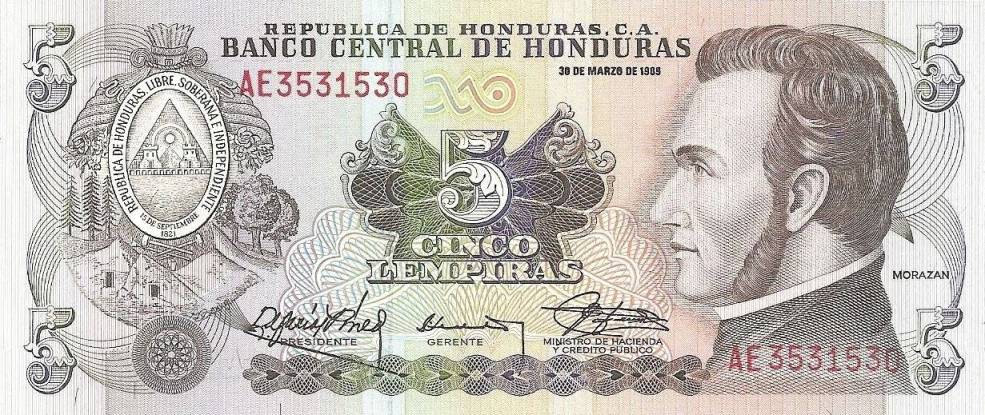 5
REPUBLICA DE HONDURAS, C.A.
5
BANCO CENTRAL DE HONDURAS
30 DE MARZO DE 1989
AE3531530
REPUBLICA DE HONDURAS, LIBRE, SOBERANA E INDEPENDIENTE
15 DE SEPTIEMBRE
1821
5
CINCO
LEMPIRAS
MORAZAN
5
PRESIDENTE
GERENTE
MINISTRO DE HACIENDA
Y CREDITO PUBLICO
AE3531530
5